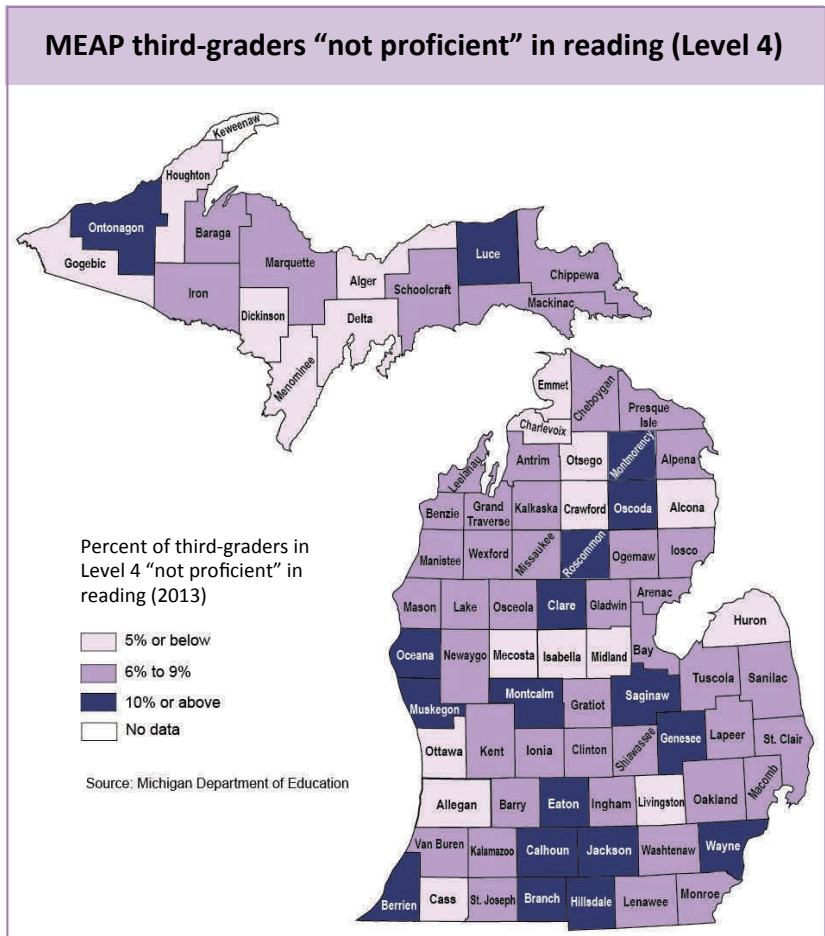 MEAP third-graders “not proficient” in reading (Level 4)
Keweenaw
Houghton
Ontonagon
Baraga
Gogebic
Marquette
Luce
Iron
Alger
Schoolcraft
Chippewa
Mackinac
Dickinson
Delta
Menominee
Emmet
Cheboygan
Presque
Isle
Charlevoix
Leelanau
Antrim
Otsego
Montmorency
Alpena
Benzie
Grand
Traverse
Kalkaska
Crawford
Oscoda
Alcona
Manistee
Wexford
Missaukee
Roscommon
Ogemaw
Iosco
Percent of third-graders in
Level 4 “not proficient” in
reading (2013)
5% or below
6% to 9%
10% or above
No data
Source: Michigan Department of Education
Mason
Lake
Osceola
Clare
Gladwin
Arenac
Huron
Oceana
Newaygo
Mecosta
Isabella
Midland
Bay
Tuscola
Sanilac
Muskegon
Montcalm
Gratiot
Saginaw
Ottawa
Kent
Ionia
Clinton
Shiawassee
Genesee
Lapeer
St. Clair
Allegan
Barry
Eaton
Ingham
Livingston
Oakland
Macomb
Van Buren
Kalamazoo
Calhoun
Jackson
Washtenaw
Wayne
Berrien
Cass
St. Joseph
Branch
Hillsdale
Lenawee
Monroe